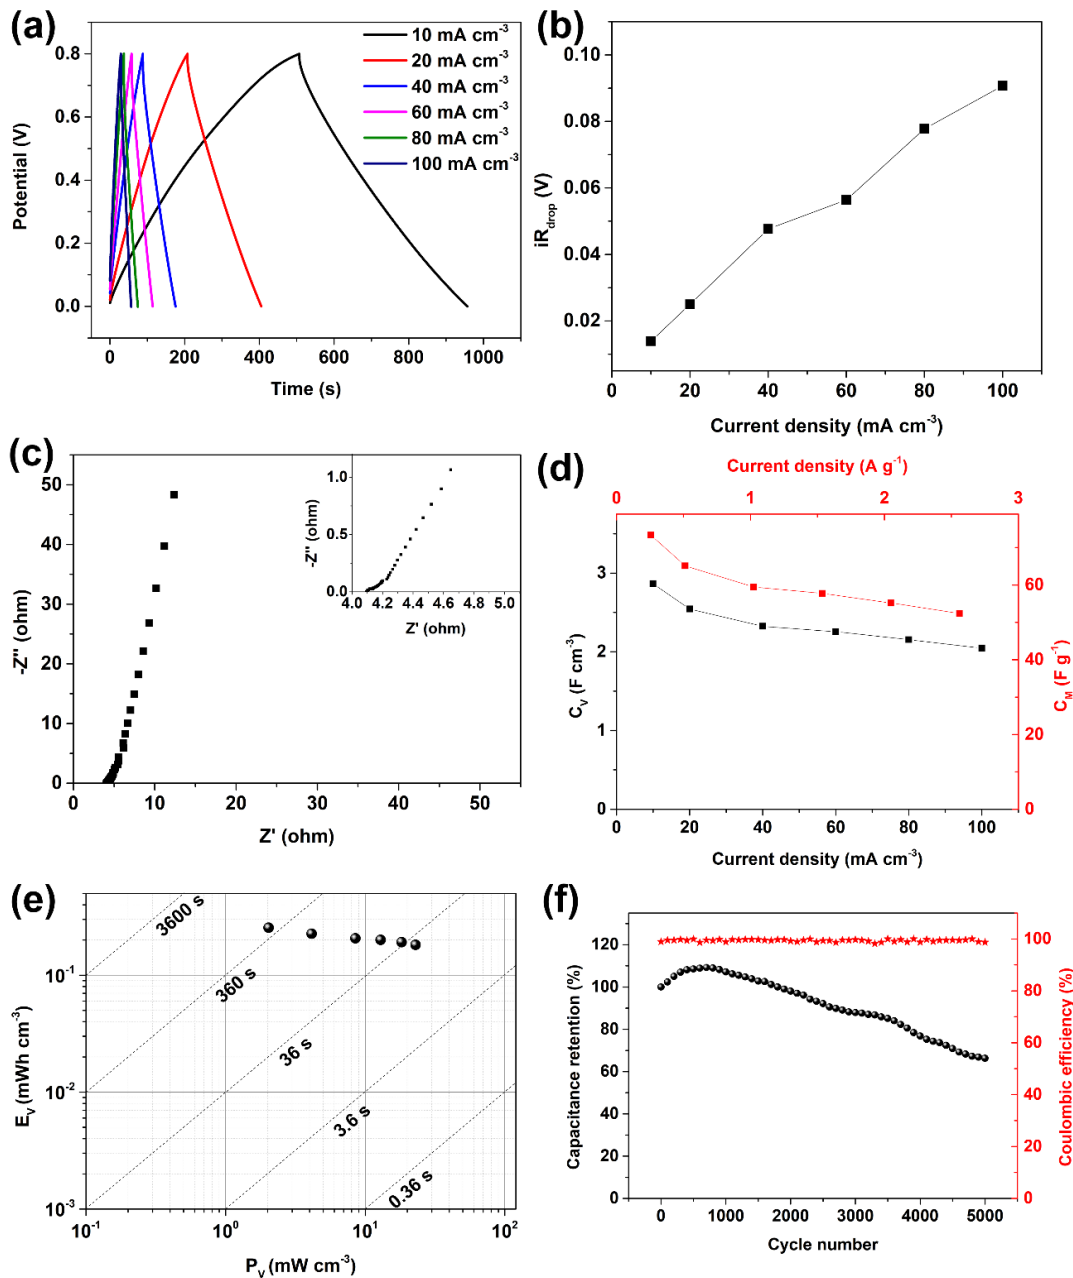 (a)
10 mA cm⁻³
20 mA cm⁻³
40 mA cm⁻³
60 mA cm⁻³
80 mA cm⁻³
100 mA cm⁻³
0.8
0.6
0.4
0.2
0.0
Potential (V)
0 200 400 600 800 1000
Time (s)
(b)
0.10
0.08
0.06
0.04
0.02
iR_drop (V)
0 20 40 60 80 100
Current density (mA cm⁻³)
(c)
50
40
30
20
10
0
-Z'' (ohm)
0 10 20 30 40 50
Z' (ohm)
1.0
0.5
0.0
-Z'' (ohm)
4.0 4.2 4.4 4.6 4.8 5.0
Z' (ohm)
(d)
Current density (A g⁻¹)
0 1 2 3
3
2
1
0
C_V (F cm⁻³)
60
40
20
0
C_M (F g⁻¹)
0 20 40 60 80 100
Current density (mA cm⁻³)
(e)
3600 s
360 s
36 s
3.6 s
0.36 s
10⁻¹
10⁻²
10⁻³
E_V (mWh cm⁻³)
10⁻¹ 10⁰ 10¹ 10²
P_V (mW cm⁻³)
(f)
120
100
80
60
40
20
0
Capacitance retention (%)
100
80
60
40
20
0
Coulombic efficiency (%)
0 1000 2000 3000 4000 5000
Cycle number